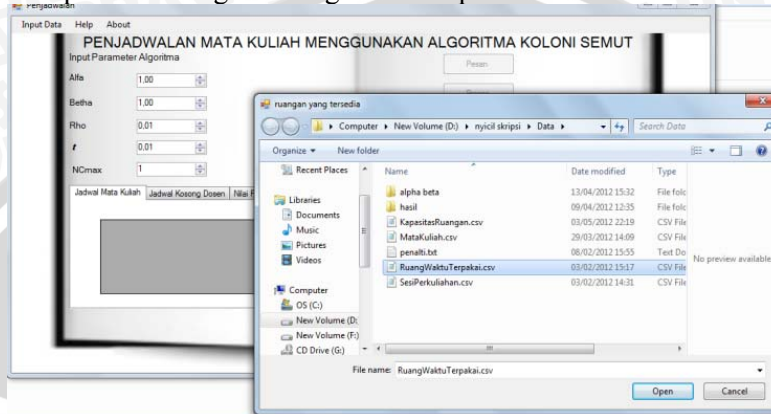 Penjadwalan
Input Data Help About
PENJADWALAN MATA KULIAH MENGGUNAKAN ALGORITMA KOLONI SEMUT
Input Parameter Algoritma
Pesan
Alfa 1,00
Betha 1,00
Rho 0,01
t 0,01
NCmax 1
Jadwal Mata Kuliah Jadwal Kosong Dosen Nilai
ruangan yang tersedia
Computer New Volume (D:) nyicil skripsi Data Search Data
Organize New folder
Recent Places
Libraries
Documents
Music
Pictures
Videos
Computer
OS (C:)
New Volume (D:
New Volume (F:)
CD Drive (G:)
Name Date modified Type
alpha beta 13/04/2012 15:32 File folc
hasil 09/04/2012 12:35 File folc
KapasitasRuangan.csv 03/05/2012 22:19 CSV File
MataKuliah.csv 29/03/2012 14:09 CSV File
penalti.txt 08/02/2012 15:55 Text Do
RuangWaktuTerpakai.csv 03/02/2012 15:17 CSV File
SesiPerkuliahan.csv 03/02/2012 14:31 CSV File
No preview available
File name: RuangWaktuTerpakai.csv
Open Cancel